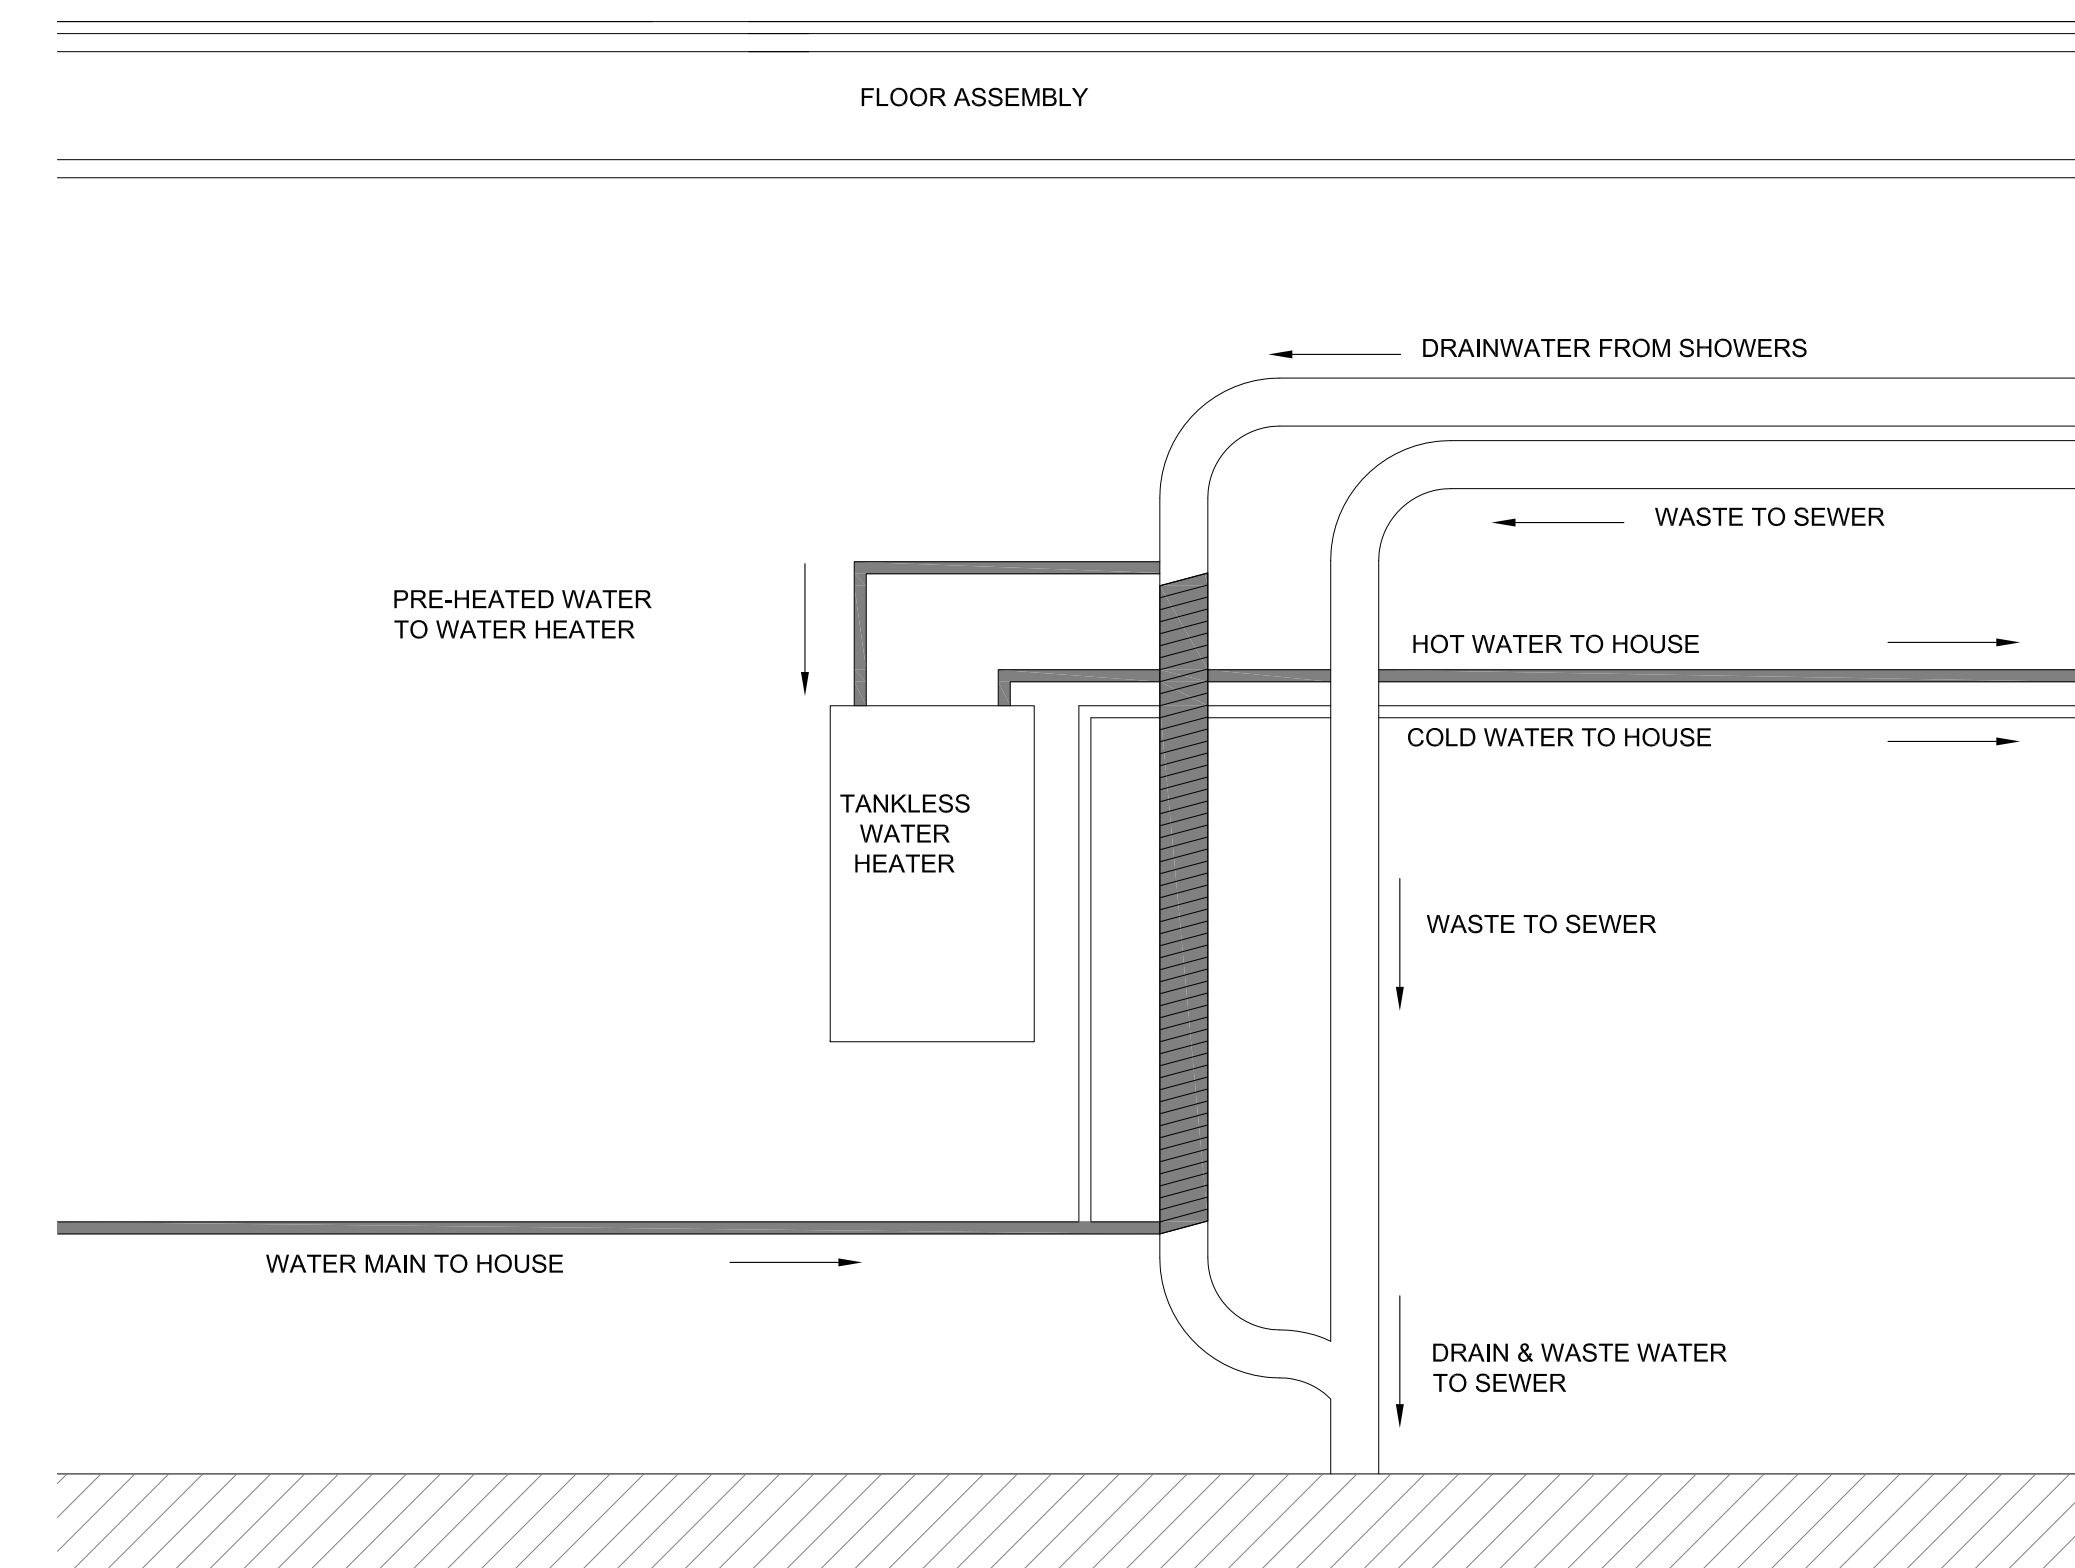 FLOOR ASSEMBLY
DRAINWATER FROM SHOWERS
WASTE TO SEWER
PRE-HEATED WATER
TO WATER HEATER
HOT WATER TO HOUSE
COLD WATER TO HOUSE
TANKLESS
WATER
HEATER
WASTE TO SEWER
WATER MAIN TO HOUSE
DRAIN & WASTE WATER
TO SEWER